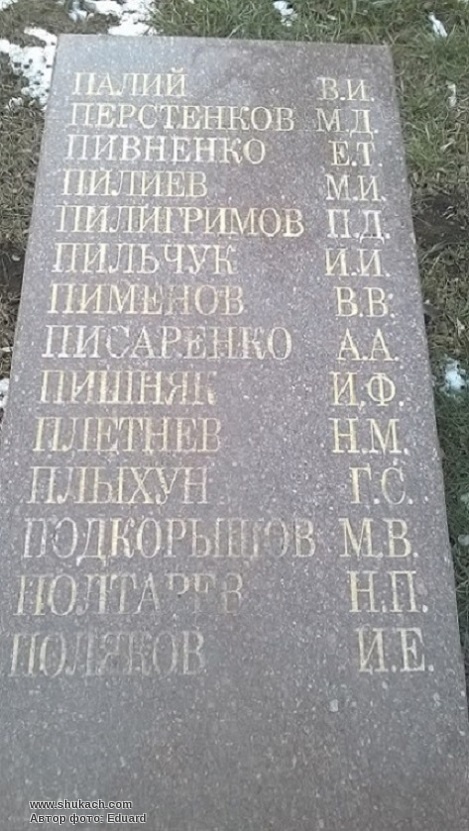 ПАЛИЙ В.И.
ПЕРСТЕНКОВ М.Д.
ПИВНЕНКО Е.Т.
ПИЛИЕВ М.И.
ПИЛИГРИМОВ П.Д.
ПИЛЬЧУК И.И.
ПИМЕНОВ В.В.
ПИСАРЕНКО А.А.
ПИШНЯК И.Ф.
ПЛЕТНЕВ Н.М.
ПЛЫХУН Г.С.
ПОДКОРЫТОВ М.В.
ПОЛТАРЕВ Н.П.
ПОЛЯКОВ И.Е.
www.shukach.com
Автор фото: Eduard